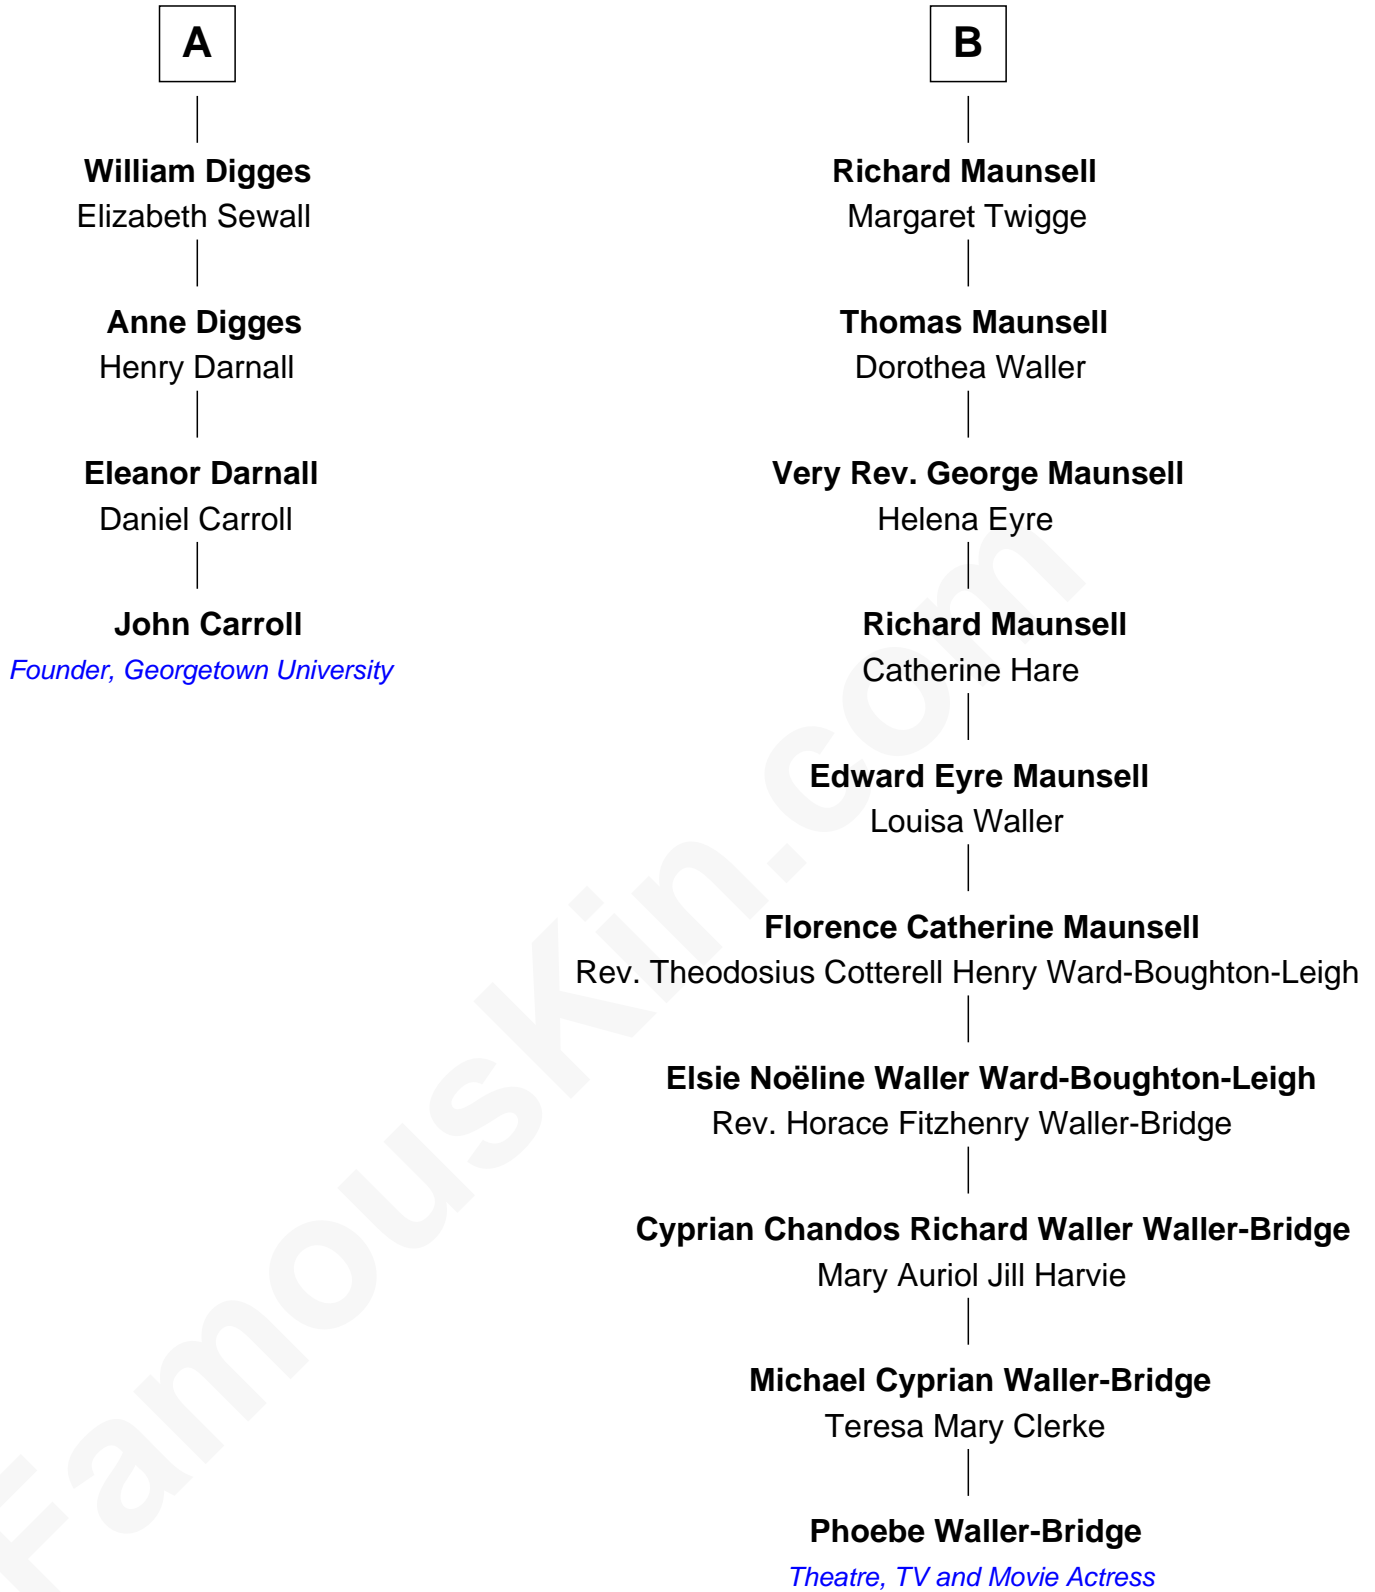 A
William Digges
Elizabeth Sewall
Anne Digges
Henry Darnall
Eleanor Darnall
Daniel Carroll
John Carroll
Founder, Georgetown University
B
Richard Maunsell
Margaret Twigge
Thomas Maunsell
Dorothea Waller
Very Rev. George Maunsell
Helena Eyre
Richard Maunsell
Catherine Hare
Edward Eyre Maunsell
Louisa Waller
Florence Catherine Maunsell
Rev. Theodosius Cotterell Henry Ward-Boughton-Leigh
Elsie Noëline Waller Ward-Boughton-Leigh
Rev. Horace Fitzhenry Waller-Bridge
Cyprian Chandos Richard Waller Waller-Bridge
Mary Auriol Jill Harvie
Michael Cyprian Waller-Bridge
Teresa Mary Clerke
Phoebe Waller-Bridge
Theatre, TV and Movie Actress
FamousKin.com